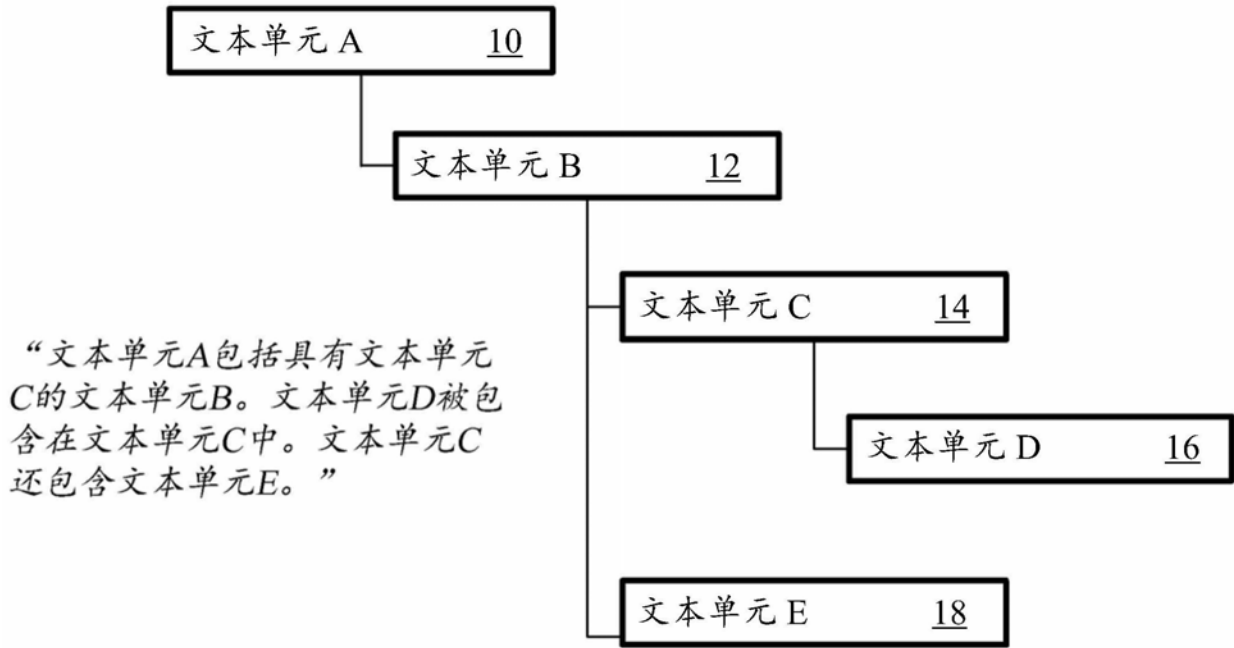 文本单元 A 10
文本单元 B 12
文本单元 C 14
“文本单元A包括具有文本单元
C的文本单元B。文本单元D被包
含在文本单元C中。文本单元C
还包含文本单元E。”
文本单元 D 16
文本单元 E 18